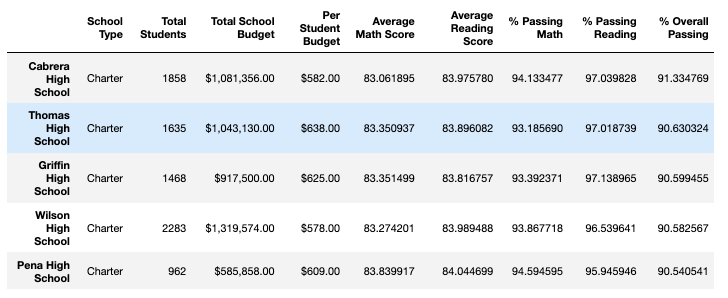 School Type Total Students Total School Budget Per Student Budget Average Math Score Average Reading Score % Passing Math % Passing Reading % Overall Passing
Cabrera High School Charter 1858 $1,081,356.00 $582.00 83.061895 83.975780 94.133477 97.039828 91.334769
Thomas High School Charter 1635 $1,043,130.00 $638.00 83.350937 83.896082 93.185690 97.018739 90.630324
Griffin High School Charter 1468 $917,500.00 $625.00 83.351499 83.816757 93.392371 97.138965 90.599455
Wilson High School Charter 2283 $1,319,574.00 $578.00 83.274201 83.989488 93.867718 96.539641 90.582567
Pena High School Charter 962 $585,858.00 $609.00 83.839917 84.044699 94.594595 95.945946 90.540541